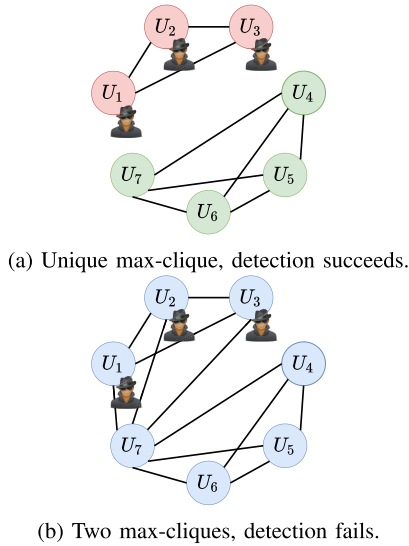 U2 U3
U1
U4
U7
U5
U6
(a) Unique max-clique, detection succeeds.
U2 U3
U1
U4
U7
U5
U6
(b) Two max-cliques, detection fails.